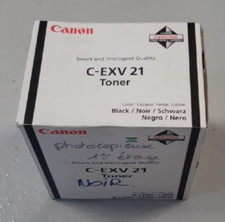 Canon
Smart and Intelligent Quality
C-EXV 21
Toner
Black / Noir / Schwarz
Negro / Nero
Canon
photocopieuse
1er étage
C-EXV 21
Toner
NOIR